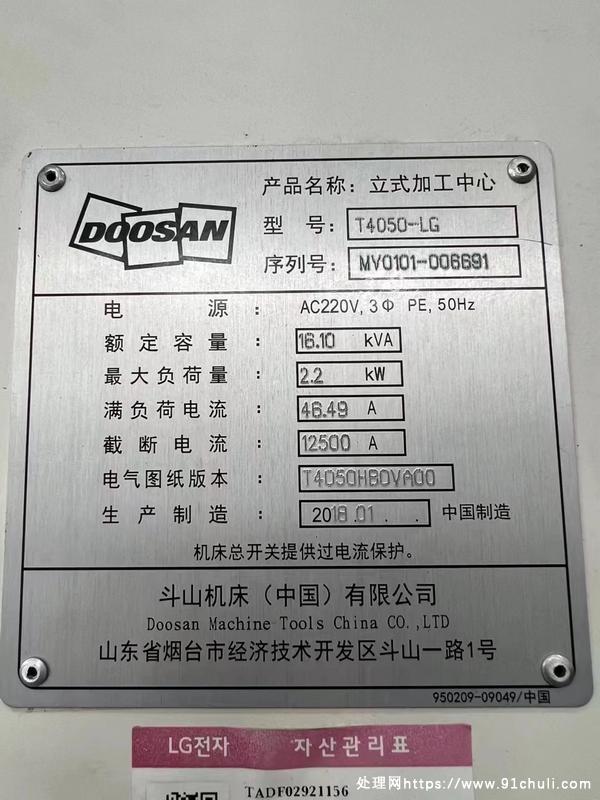 DOOSAN
产品名称：立式加工中心
型 号：T4050-LG
序列号：MV0101-006691
电 源：AC220V, 3Φ PE, 50Hz
额定容量：16.10 kVA
最大负荷量：2.2 kW
满负荷电流：46.49 A
截断电流：12500 A
电气图纸版本：T4050HB0VA00
生产制造：2018.01 . . 中国制造
机床总开关提供过电流保护。
斗山机床（中国）有限公司
Doosan Machine Tools China CO.,LTD
山东省烟台市经济技术开发区斗山一路1号
950209-09049/中国
LG전자 자산관리표
TADF02921156
处理网https://www.91chuli.com